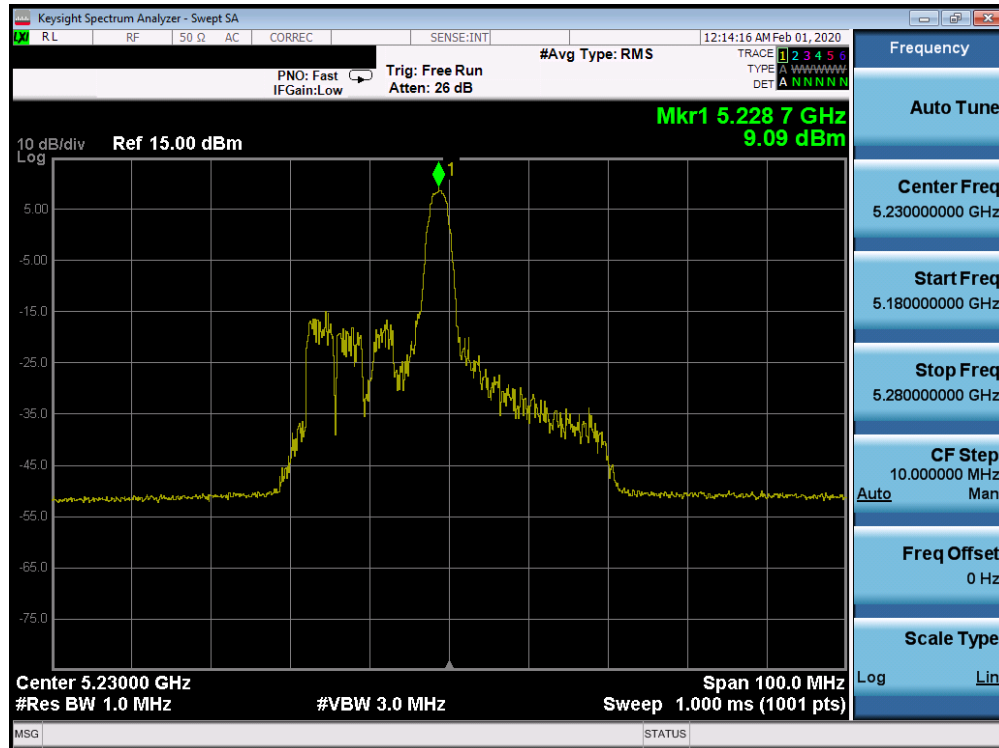 Keysight Spectrum Analyzer - Swept SA
LXI RL RF 50 Ω AC CORREC SENSE:INT 12:14:16 AM Feb 01, 2020
Frequency
#Avg Type: RMS TRACE 1 2 3 4 5 6
PNO: Fast Trig: Free Run TYPE A WWWWW
IFGain:Low Atten: 26 dB DET A N N N N N
Auto Tune
Mkr1 5.228 7 GHz
10 dB/div Ref 15.00 dBm 9.09 dBm
Log
1
5.00
-5.00
-15.0
-25.0
-35.0
-45.0
-55.0
-65.0
-75.0
Center Freq
5.230000000 GHz
Start Freq
5.180000000 GHz
Stop Freq
5.280000000 GHz
CF Step
10.000000 MHz
Auto Man
Freq Offset
0 Hz
Scale Type
Log Lin
Center 5.23000 GHz Span 100.0 MHz
#Res BW 1.0 MHz #VBW 3.0 MHz Sweep 1.000 ms (1001 pts)
MSG STATUS